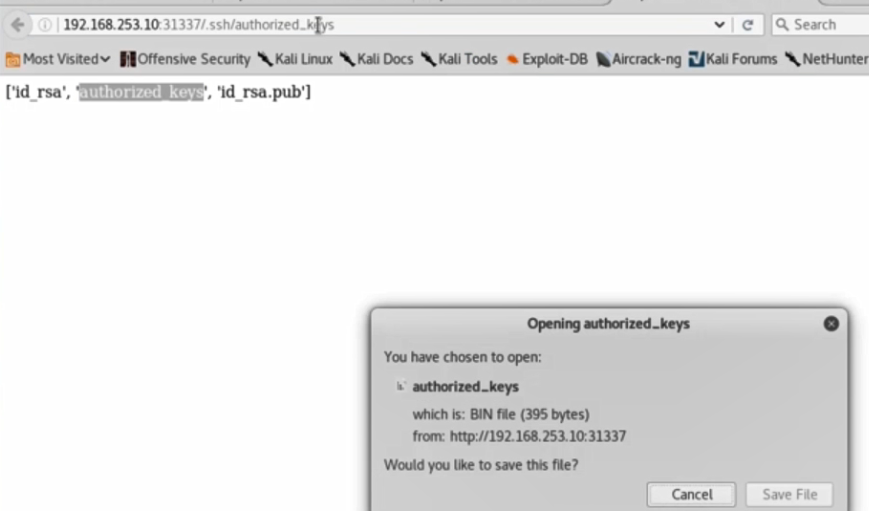 192.168.253.10:31337/.ssh/authorized_keys
Search
Most Visited Offensive Security Kali Linux Kali Docs Kali Tools Exploit-DB Aircrack-ng Kali Forums NetHunter
['id_rsa', 'authorized_keys', 'id_rsa.pub']
Opening authorized_keys
You have chosen to open:
authorized_keys
which is: BIN file (395 bytes)
from: http://192.168.253.10:31337
Would you like to save this file?
Cancel Save File